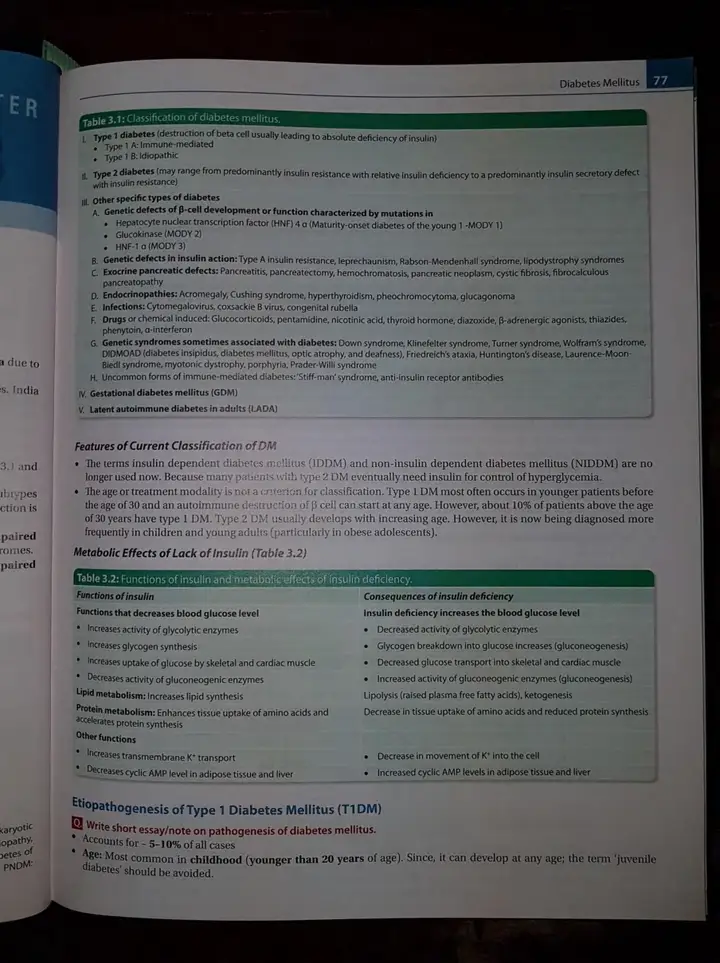 Diabetes Mellitus 77
TER
Table 3.1: Classification of diabetes mellitus.
I. Type 1 diabetes (destruction of beta cell usually leading to absolute deficiency of insulin)
• Type 1 A: Immune-mediated
• Type 1 B: Idiopathic
II. Type 2 diabetes (may range from predominantly insulin resistance with relative insulin deficiency to a predominantly insulin secretory defect
with insulin resistance)
III. Other specific types of diabetes
A. Genetic defects of β-cell development or function characterized by mutations in
• Hepatocyte nuclear transcription factor (HNF) 4 α (Maturity-onset diabetes of the young 1 -MODY 1)
• Glucokinase (MODY 2)
• HNF-1 α (MODY 3)
B. Genetic defects in insulin action: Type A insulin resistance, leprechaunism, Rabson-Mendenhall syndrome, lipodystrophy syndromes
C. Exocrine pancreatic defects: Pancreatitis, pancreatectomy, hemochromatosis, pancreatic neoplasm, cystic fibrosis, fibrocalculous
pancreatopathy
D. Endocrinopathies: Acromegaly, Cushing syndrome, hyperthyroidism, pheochromocytoma, glucagonoma
E. Infections: Cytomegalovirus, coxsackie B virus, congenital rubella
F. Drugs or chemical induced: Glucocorticoids, pentamidine, nicotinic acid, thyroid hormone, diazoxide, β-adrenergic agonists, thiazides,
phenytoin, α-interferon
G. Genetic syndromes sometimes associated with diabetes: Down syndrome, Klinefelter syndrome, Turner syndrome, Wolfram's syndrome,
DIDMOAD (diabetes insipidus, diabetes mellitus, optic atrophy, and deafness), Friedreich's ataxia, Huntington's disease, Laurence-Moon-
Biedl syndrome, myotonic dystrophy, porphyria, Prader-Willi syndrome
H. Uncommon forms of immune-mediated diabetes: 'Stiff-man' syndrome, anti-insulin receptor antibodies
IV. Gestational diabetes mellitus (GDM)
V. Latent autoimmune diabetes in adults (LADA)
a due to
es. India
3.) and
ubtypes
ction is
paired
romes.
paired
Features of Current Classification of DM
• The terms insulin dependent diabetes mellitus (IDDM) and non-insulin dependent diabetes mellitus (NIDDM) are no
longer used now. Because many patients with type 2 DM eventually need insulin for control of hyperglycemia.
• The age or treatment modality is not a criterion for classification. Type 1 DM most often occurs in younger patients before
the age of 30 and an autoimmune destruction of β cell can start at any age. However, about 10% of patients above the age
of 30 years have type 1 DM. Type 2 DM usually develops with increasing age. However, it is now being diagnosed more
frequently in children and young adults (particularly in obese adolescents).
Metabolic Effects of Lack of Insulin (Table 3.2)
Table 3.2: Functions of insulin and metabolic effects of insulin deficiency.
Functions of insulin Consequences of insulin deficiency
Functions that decreases blood glucose level Insulin deficiency increases the blood glucose level
• Increases activity of glycolytic enzymes • Decreased activity of glycolytic enzymes
• Increases glycogen synthesis • Glycogen breakdown into glucose increases (gluconeogenesis)
• Increases uptake of glucose by skeletal and cardiac muscle • Decreased glucose transport into skeletal and cardiac muscle
• Decreases activity of gluconeogenic enzymes • Increased activity of gluconeogenic enzymes (gluconeogenesis)
Lipid metabolism: Increases lipid synthesis Lipolysis (raised plasma free fatty acids), ketogenesis
Protein metabolism: Enhances tissue uptake of amino acids and Decrease in tissue uptake of amino acids and reduced protein synthesis
accelerates protein synthesis
Other functions
• Increases transmembrane K⁺ transport • Decrease in movement of K⁺ into the cell
• Decreases cyclic AMP level in adipose tissue and liver • Increased cyclic AMP levels in adipose tissue and liver
Etiopathogenesis of Type 1 Diabetes Mellitus (T1DM)
Q. Write short essay/note on pathogenesis of diabetes mellitus.
• Accounts for ~ 5–10% of all cases
• Age: Most common in childhood (younger than 20 years of age). Since, it can develop at any age; the term 'juvenile
diabetes' should be avoided.
karyotic
opathy,
betes of
PNDM: